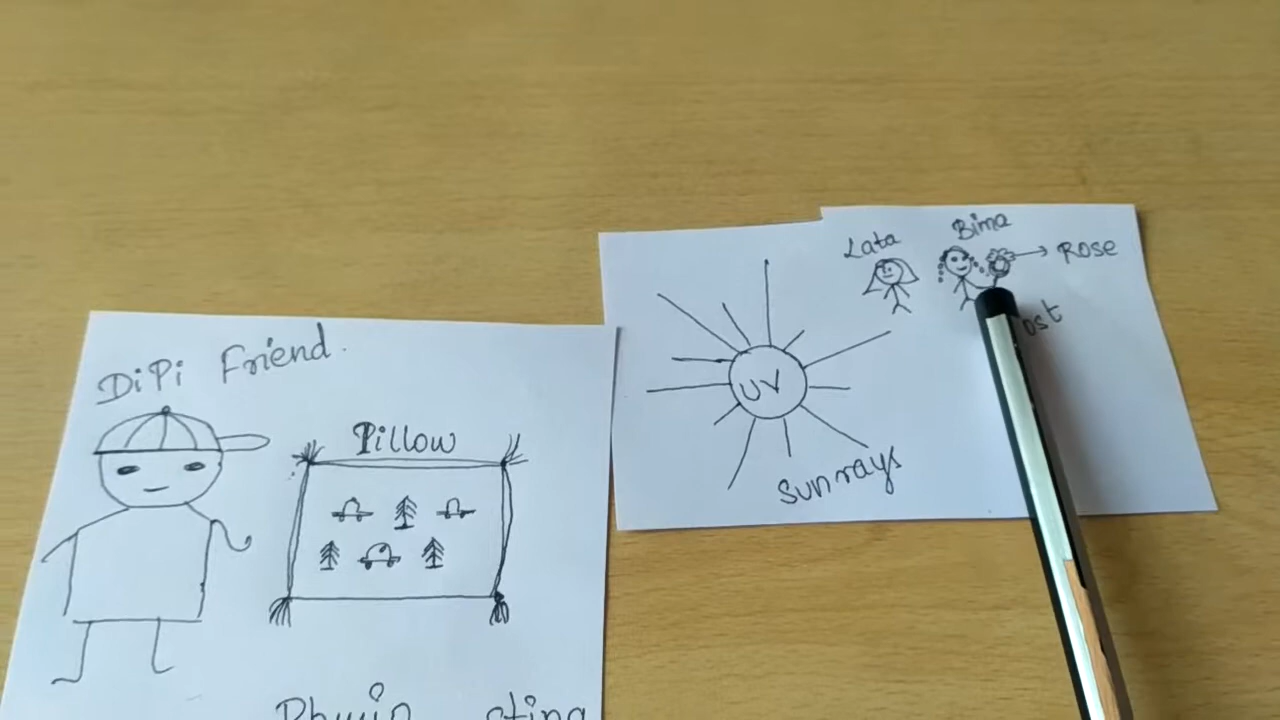 DiPi Friend.
Pillow
Lata
Bima
Rose
UV
sunrays